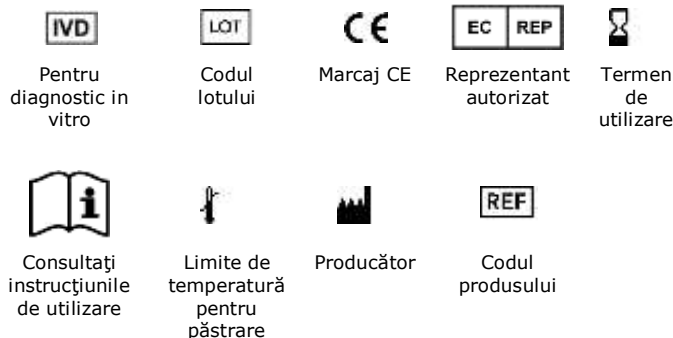 IVD
LOT
CE
EC REP
Pentru
diagnostic in
vitro
Codul
lotului
Marcaj CE
Reprezentant
autorizat
Termen
de
utilizare
i
REF
Consultaţi
instrucţiunile
de utilizare
Limite de
temperatură
pentru
păstrare
Producător
Codul
produsului